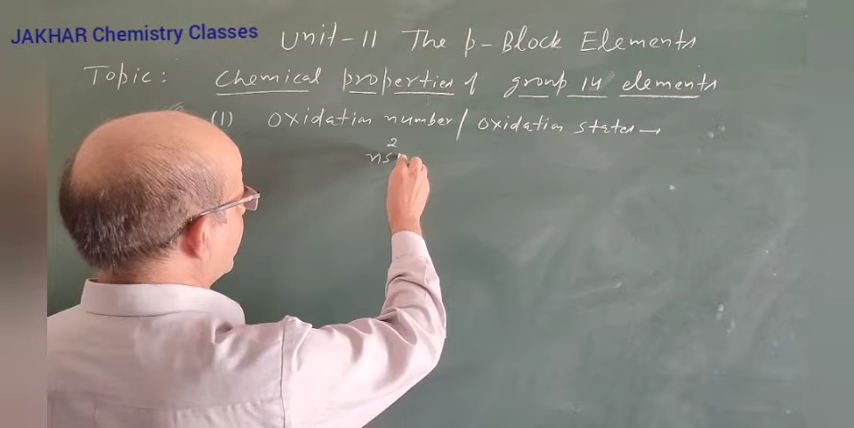 JAKHAR Chemistry Classes
Unit-11 The p-Block Elements
Topic: Chemical properties of group 14 elements
(1) Oxidation number/Oxidation states→
ns²